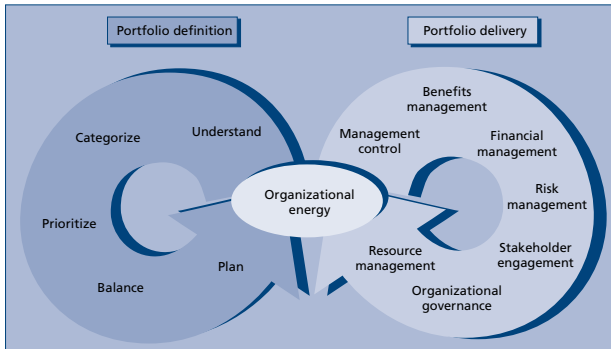 Portfolio definition
Portfolio delivery
Understand
Categorize
Prioritize
Balance
Plan
Organizational
energy
Management
control
Benefits
management
Financial
management
Risk
management
Stakeholder
engagement
Organizational
governance
Resource
management